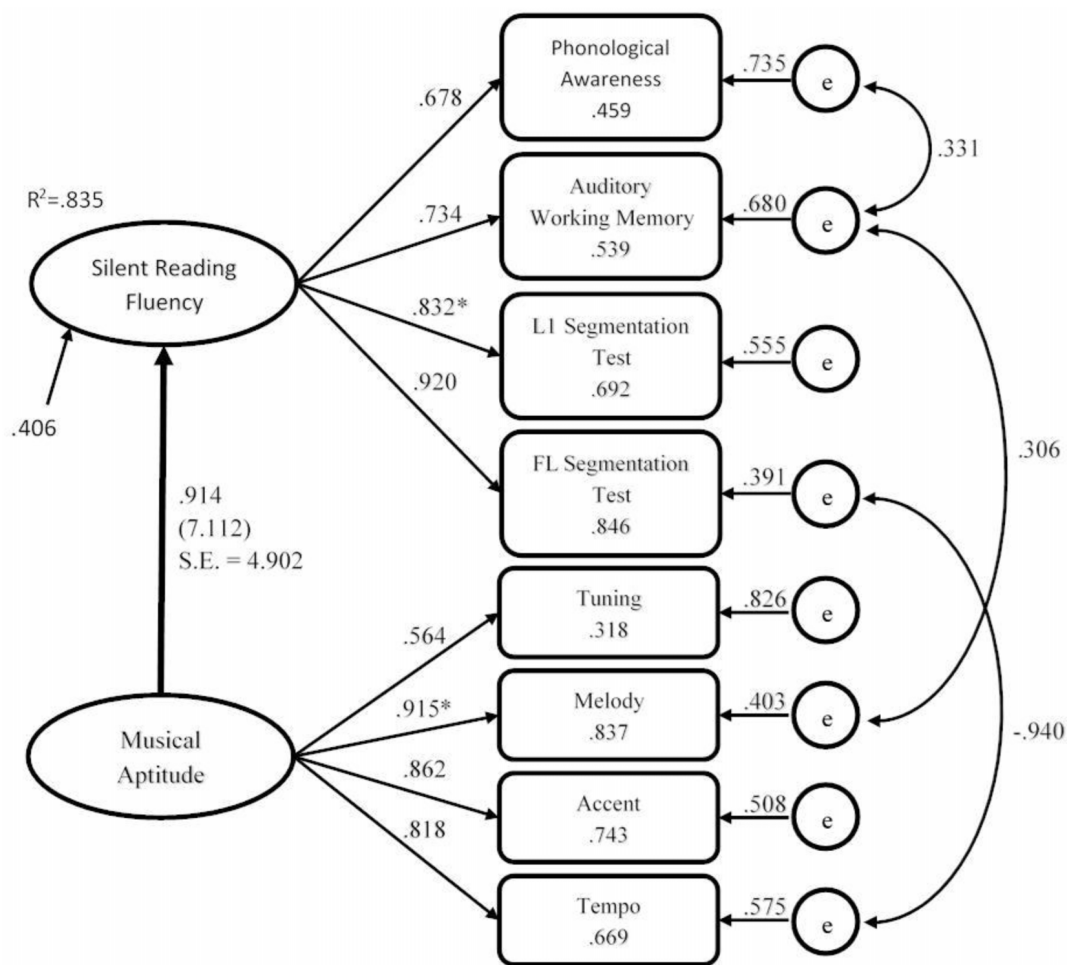 Phonological
Awareness
.459
.735
e
.678
.331
R²=.835
Auditory
Working Memory
.539
.680
e
.734
Silent Reading
Fluency
.832*
L1 Segmentation
Test
.692
.555
e
.920
.406
.306
FL Segmentation
Test
.846
.391
e
.914
(7.112)
S.E. = 4.902
Tuning
.318
.826
e
.564
.915*
Melody
.837
.403
e
-.940
Musical
Aptitude
.862
Accent
.743
.508
e
.818
Tempo
.669
.575
e